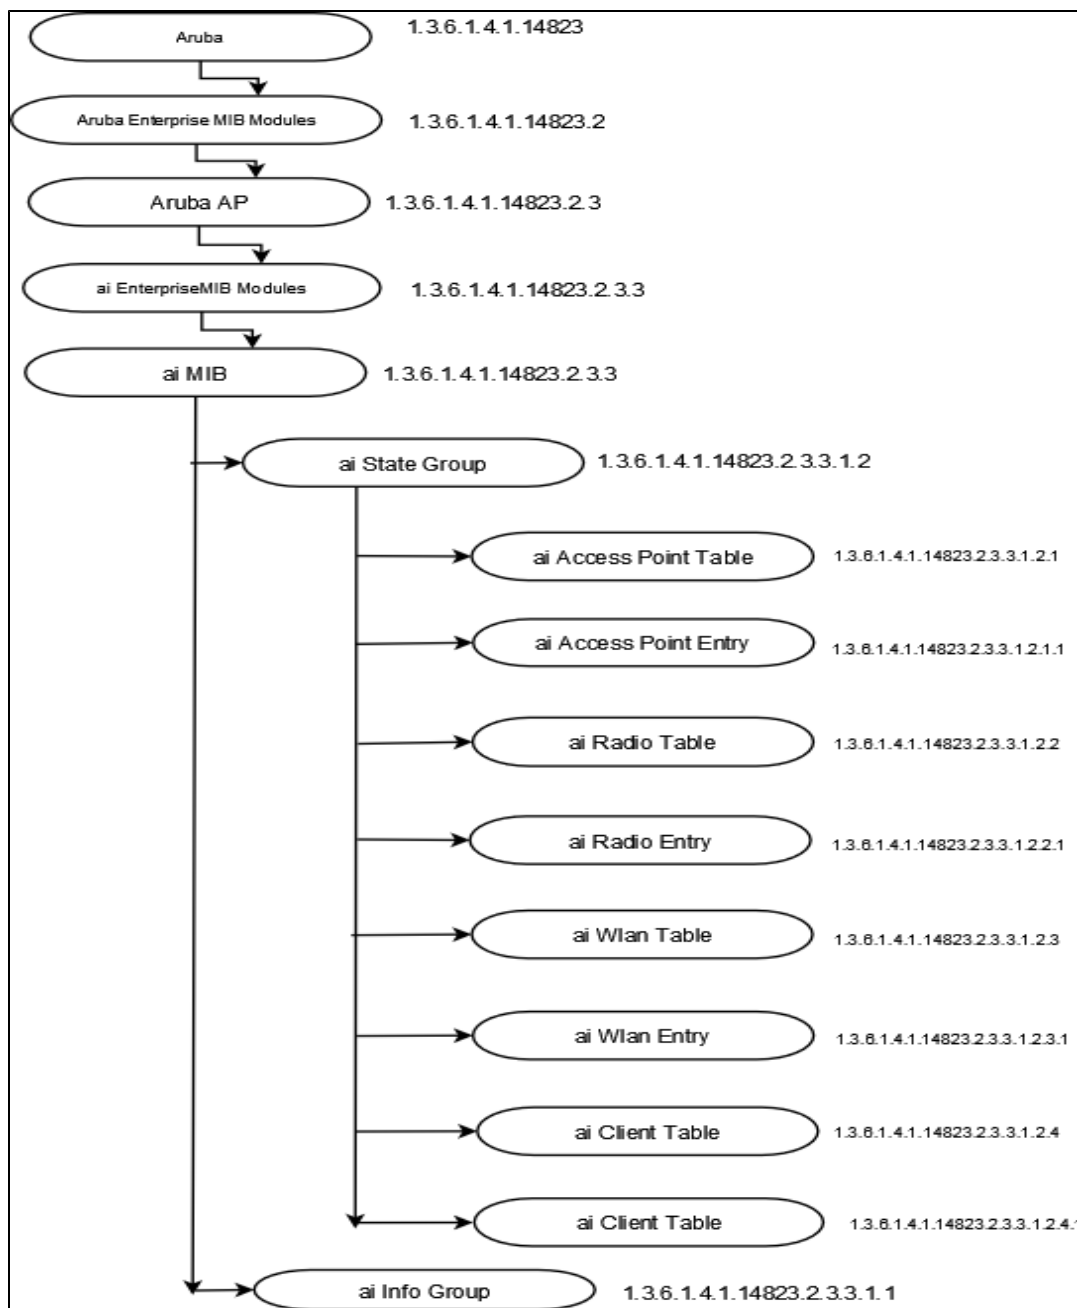 Aruba 1.3.6.1.4.1.14823
Aruba Enterprise MIB Modules 1.3.6.1.4.1.14823.2
Aruba AP 1.3.6.1.4.1.14823.2.3
ai EnterpriseMIB Modules 1.3.6.1.4.1.14823.2.3.3
ai MIB 1.3.6.1.4.1.14823.2.3.3
ai State Group 1.3.6.1.4.1.14823.2.3.3.1.2
ai Access Point Table 1.3.6.1.4.1.14823.2.3.3.1.2.1
ai Access Point Entry 1.3.6.1.4.1.14823.2.3.3.1.2.1.1
ai Radio Table 1.3.6.1.4.1.14823.2.3.3.1.2.2
ai Radio Entry 1.3.6.1.4.1.14823.2.3.3.1.2.2.1
ai Wlan Table 1.3.6.1.4.1.14823.2.3.3.1.2.3
ai Wlan Entry 1.3.6.1.4.1.14823.2.3.3.1.2.3.1
ai Client Table 1.3.6.1.4.1.14823.2.3.3.1.2.4
ai Client Table 1.3.6.1.4.1.14823.2.3.3.1.2.4.1
ai Info Group 1.3.6.1.4.1.14823.2.3.3.1.1